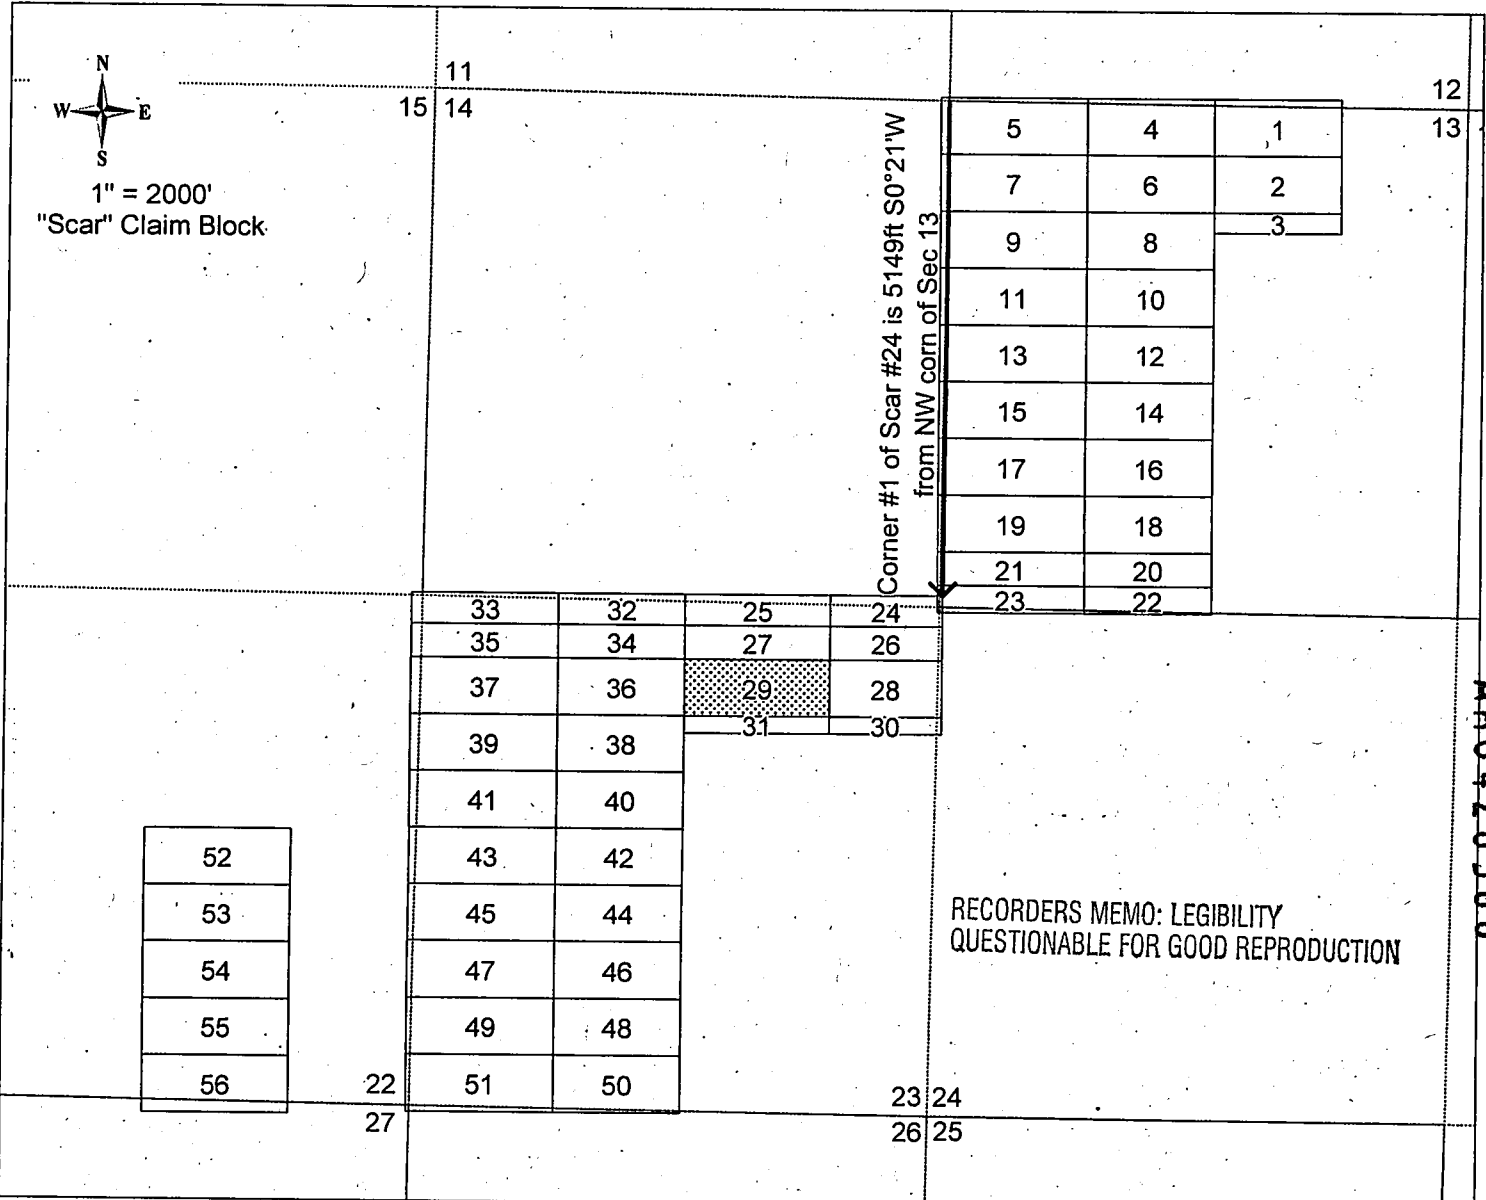 N
W E
S
1" = 2000'
"Scar" Claim Block
11
15 14
12
13
Corner #1 of Scar #24 is 5149ft S0°21'W
from NW corn of Sec 13
5 4 1
7 6 2
3
9 8
11 10
13 12
15 14
17 16
19 18
21 20
23 22
33 32 25 24
35 34 27 26
37 36 29 28
31 30
39 38
41 40
43 42
45 44
47 46
49 48
51 50
52
53
54
55
56
22
27
23 24
26 25
RECORDERS MEMO: LEGIBILITY
QUESTIONABLE FOR GOOD REPRODUCTION